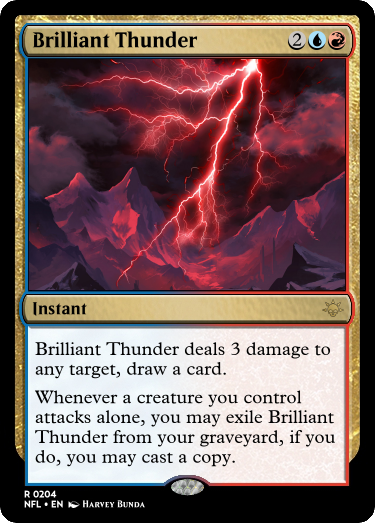 Brilliant Thunder 2
Instant
Brilliant Thunder deals 3 damage to
any target, draw a card.
Whenever a creature you control
attacks alone, you may exile Brilliant
Thunder from your graveyard, if you
do, you may cast a copy.
R 0204
NFL • EN Harvey Bunda